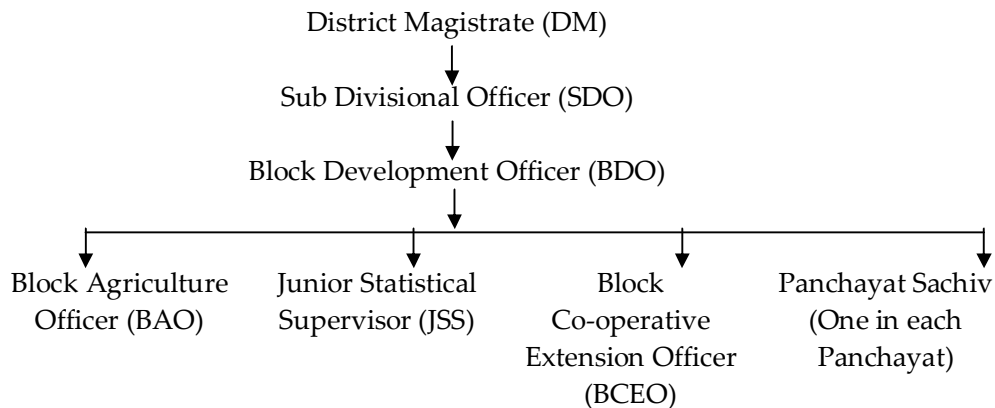 District Magistrate (DM)
Sub Divisional Officer (SDO)
Block Development Officer (BDO)
Block Agriculture
Officer (BAO)
Junior Statistical
Supervisor (JSS)
Block
Co-operative
Extension Officer
(BCEO)
Panchayat Sachiv
(One in each
Panchayat)